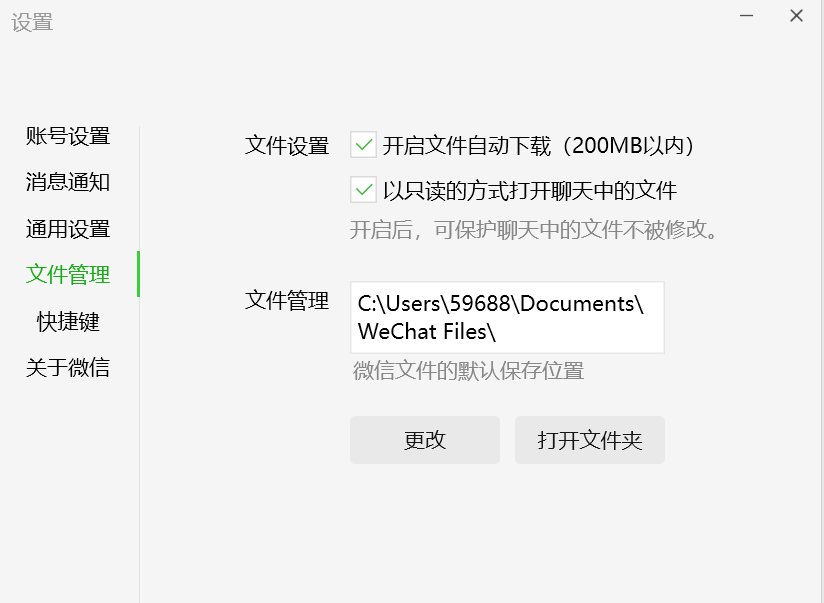 设置
账号设置
消息通知
通用设置
文件管理
快捷键
关于微信
文件设置
开启文件自动下载（200MB以内）
以只读的方式打开聊天中的文件
开启后，可保护聊天中的文件不被修改。
文件管理
C:\Users\59688\Documents\
WeChat Files\
微信文件的默认保存位置
更改
打开文件夹